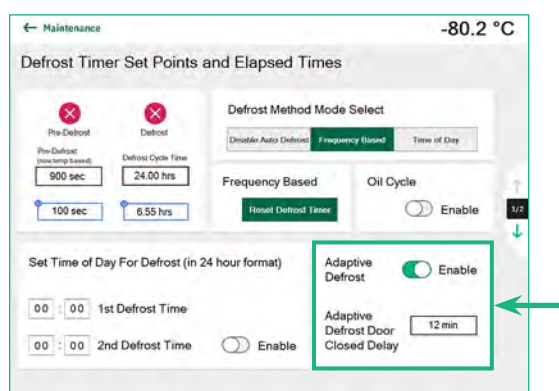 ← Maintenance
-80.2 °C
Defrost Timer Set Points and Elapsed Times
Pre-Defrost
Defrost
Pre-Defrost
(now temp based)
Defrost Cycle Time
900 sec
24.00 hrs
100 sec
6.55 hrs
Defrost Method Mode Select
Disable Auto Defrost
Frequency Based
Time of Day
Frequency Based
Reset Defrost Timer
Oil Cycle
Enable
1/2
Set Time of Day For Defrost (in 24 hour format)
00 : 00 1st Defrost Time
00 : 00 2nd Defrost Time
Enable
Adaptive
Defrost
Enable
Adaptive
Defrost Door
Closed Delay
12 min